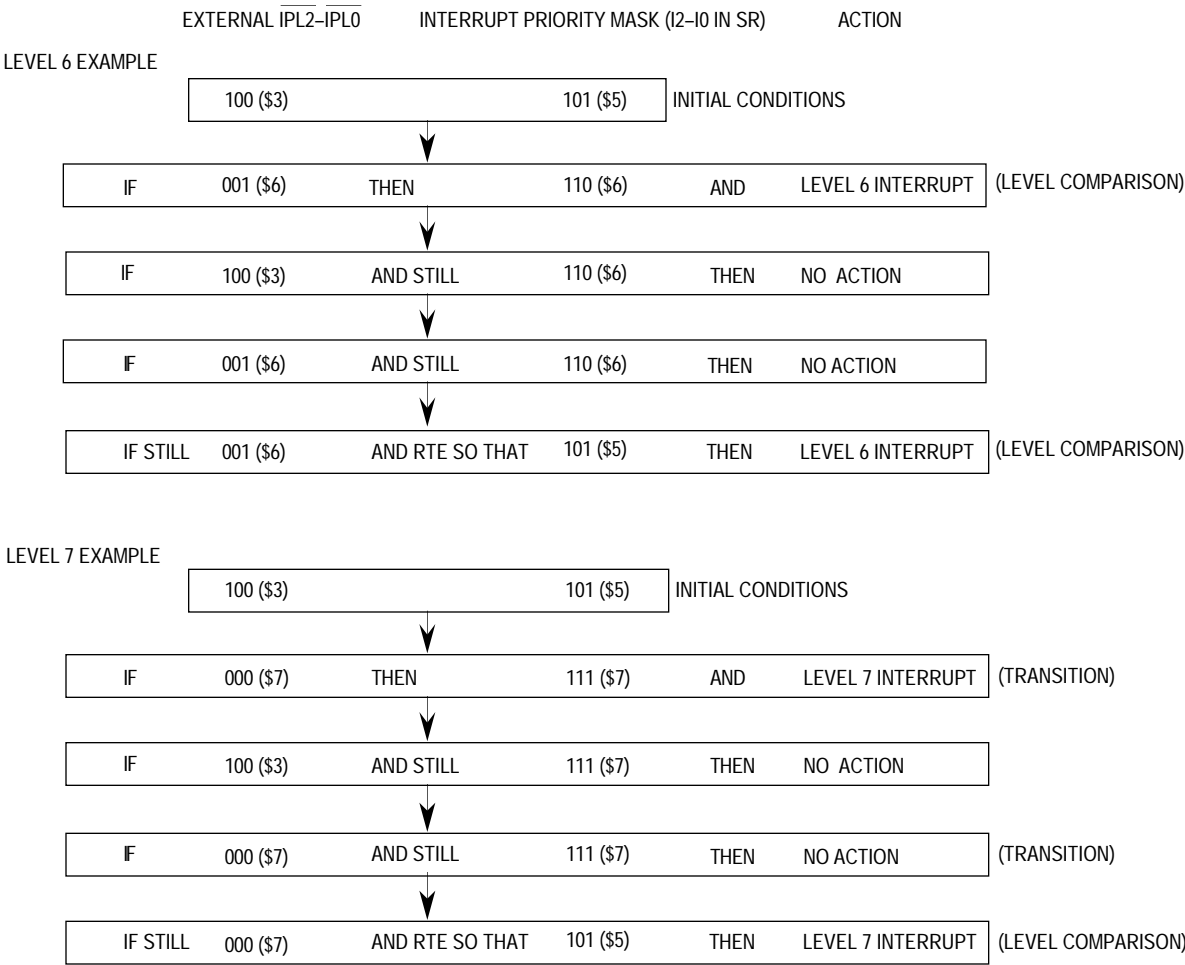 EXTERNAL IPL2–IPL0 INTERRUPT PRIORITY MASK (I2–I0 IN SR) ACTION
LEVEL 6 EXAMPLE
100 ($3) 101 ($5) INITIAL CONDITIONS
IF 001 ($6) THEN 110 ($6) AND LEVEL 6 INTERRUPT (LEVEL COMPARISON)
IF 100 ($3) AND STILL 110 ($6) THEN NO ACTION
IF 001 ($6) AND STILL 110 ($6) THEN NO ACTION
IF STILL 001 ($6) AND RTE SO THAT 101 ($5) THEN LEVEL 6 INTERRUPT (LEVEL COMPARISON)
LEVEL 7 EXAMPLE
100 ($3) 101 ($5) INITIAL CONDITIONS
IF 000 ($7) THEN 111 ($7) AND LEVEL 7 INTERRUPT (TRANSITION)
IF 100 ($3) AND STILL 111 ($7) THEN NO ACTION
IF 000 ($7) AND STILL 111 ($7) THEN NO ACTION (TRANSITION)
IF STILL 000 ($7) AND RTE SO THAT 101 ($5) THEN LEVEL 7 INTERRUPT (LEVEL COMPARISON)